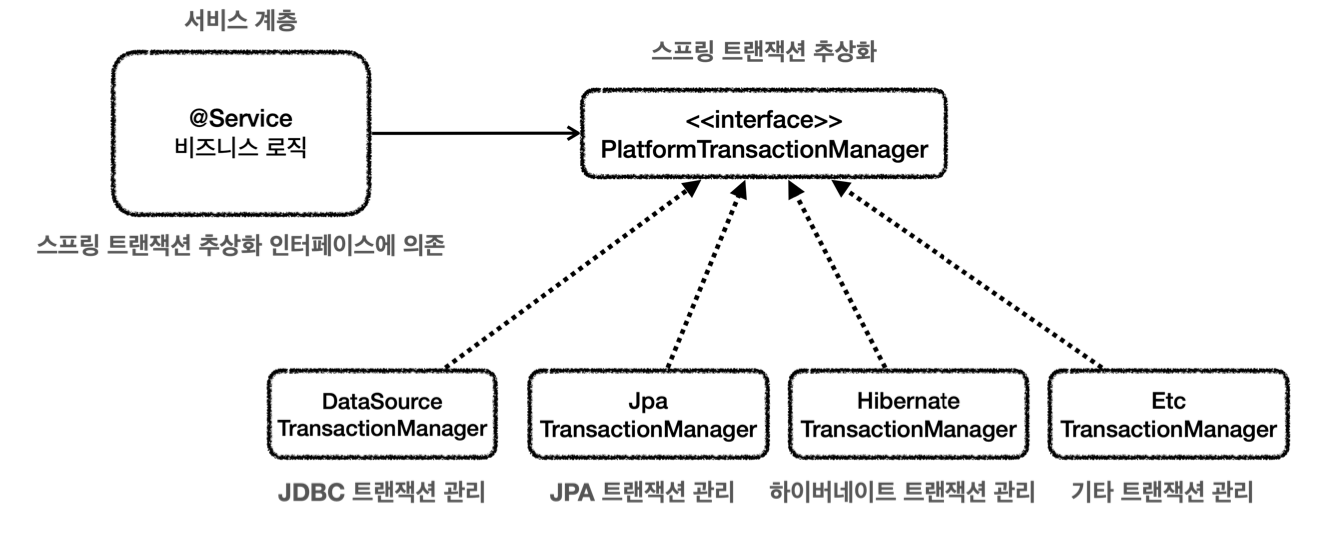 서비스 계층
@Service
비즈니스 로직
스프링 트랜잭션 추상화 인터페이스에 의존
스프링 트랜잭션 추상화
<<interface>>
PlatformTransactionManager
DataSource
TransactionManager
JDBC 트랜잭션 관리
Jpa
TransactionManager
JPA 트랜잭션 관리
Hibernate
TransactionManager
하이버네이트 트랜잭션 관리
Etc
TransactionManager
기타 트랜잭션 관리